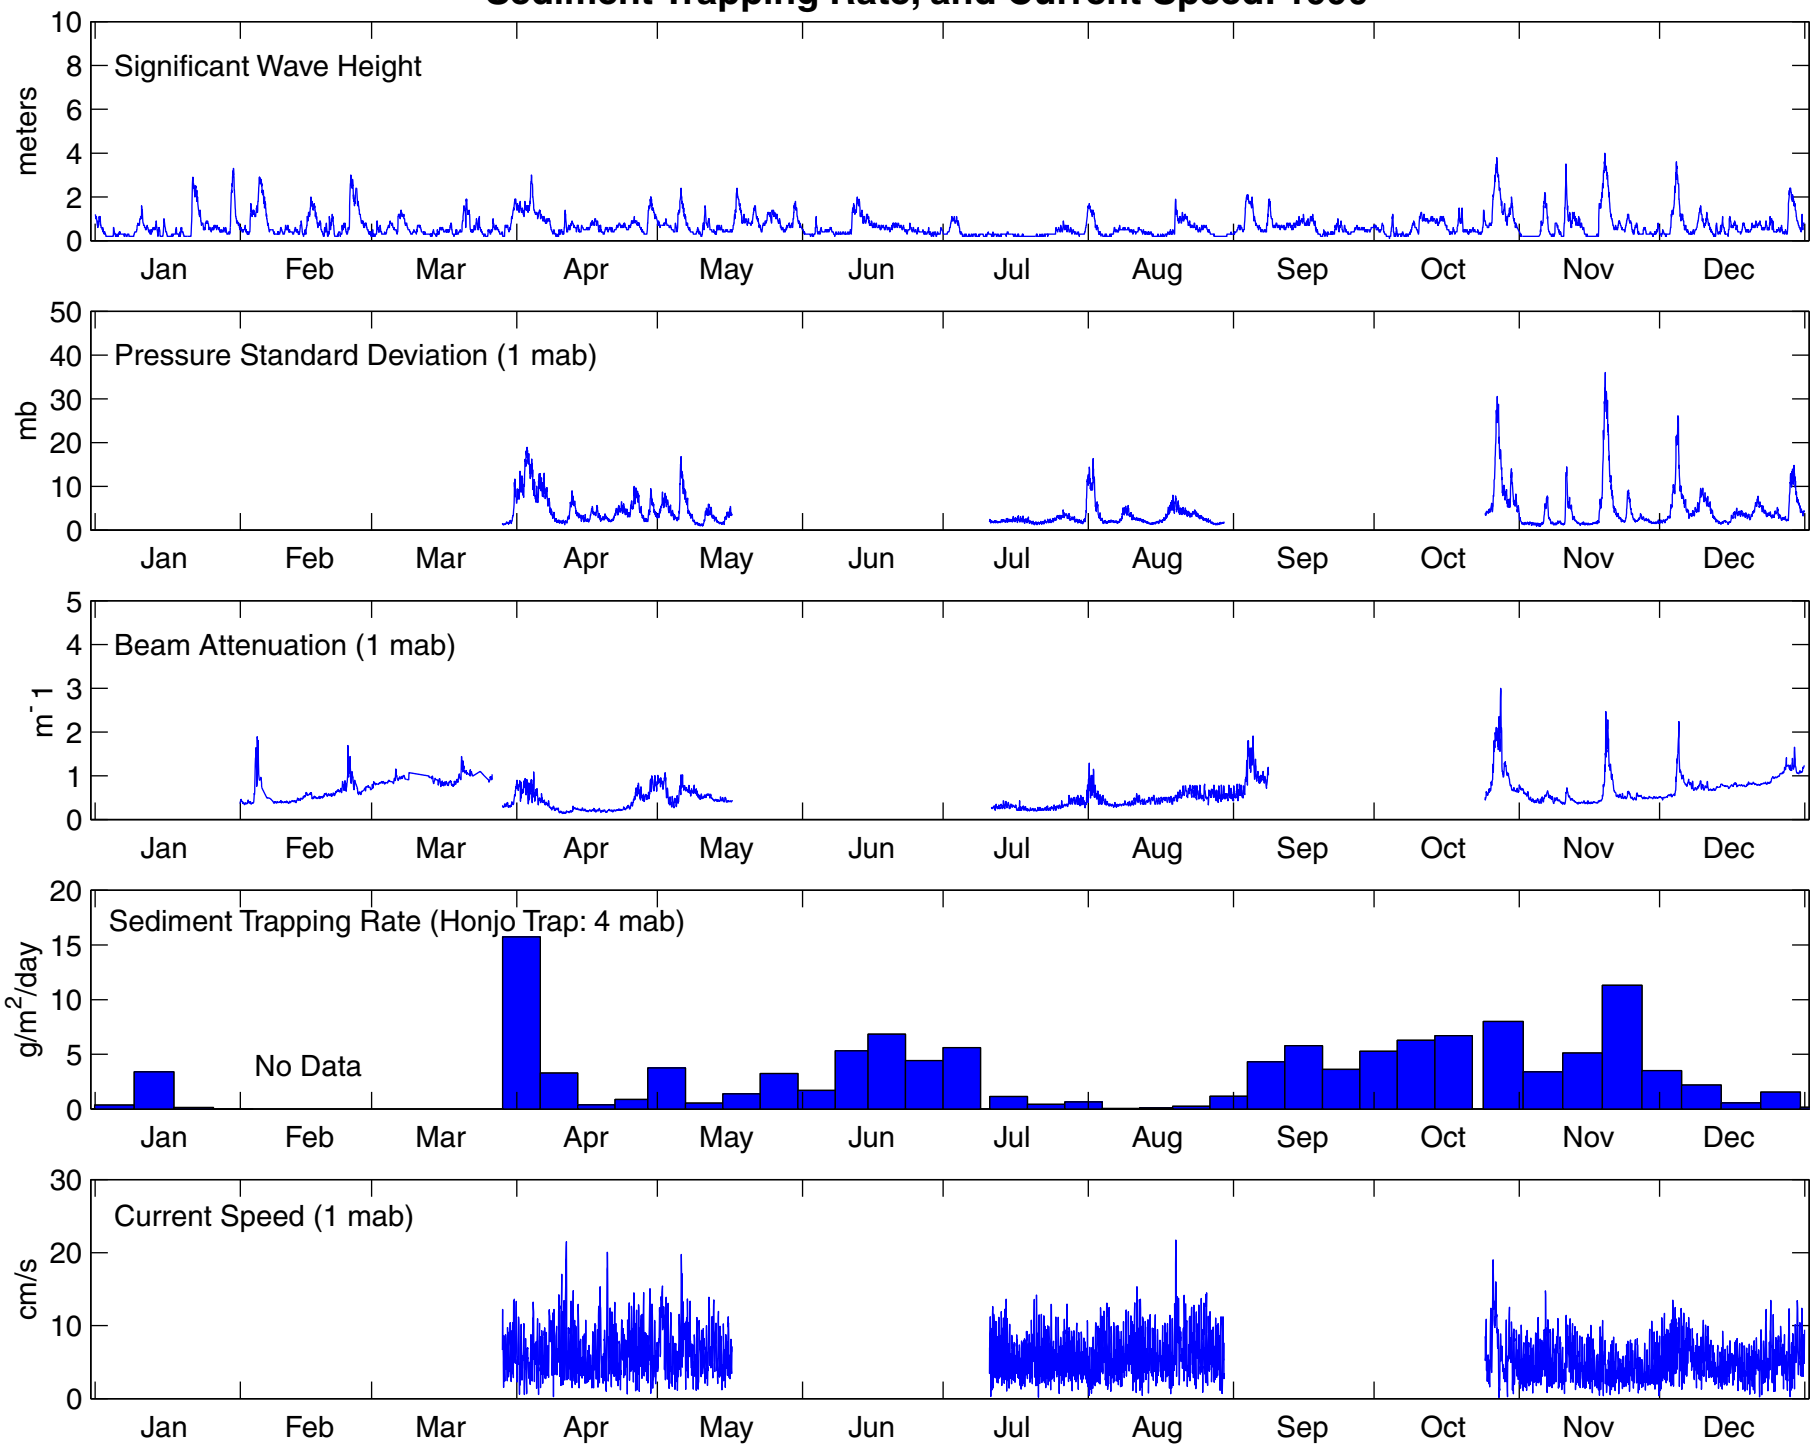 Sediment Trapping Rate, and Current Speed:
10
8
6
4
2
0
meters
Significant Wave Height
Jan Feb Mar Apr May Jun Jul Aug Sep Oct Nov Dec
50
40
30
20
10
0
mb
Pressure Standard Deviation (1 mab)
Jan Feb Mar Apr May Jun Jul Aug Sep Oct Nov Dec
5
4
3
2
1
0
m⁻1
Beam Attenuation (1 mab)
Jan Feb Mar Apr May Jun Jul Aug Sep Oct Nov Dec
20
15
10
5
0
g/m²/day
Sediment Trapping Rate (Honjo Trap: 4 mab)
No Data
Jan Feb Mar Apr May Jun Jul Aug Sep Oct Nov Dec
30
20
10
0
cm/s
Current Speed (1 mab)
Jan Feb Mar Apr May Jun Jul Aug Sep Oct Nov Dec